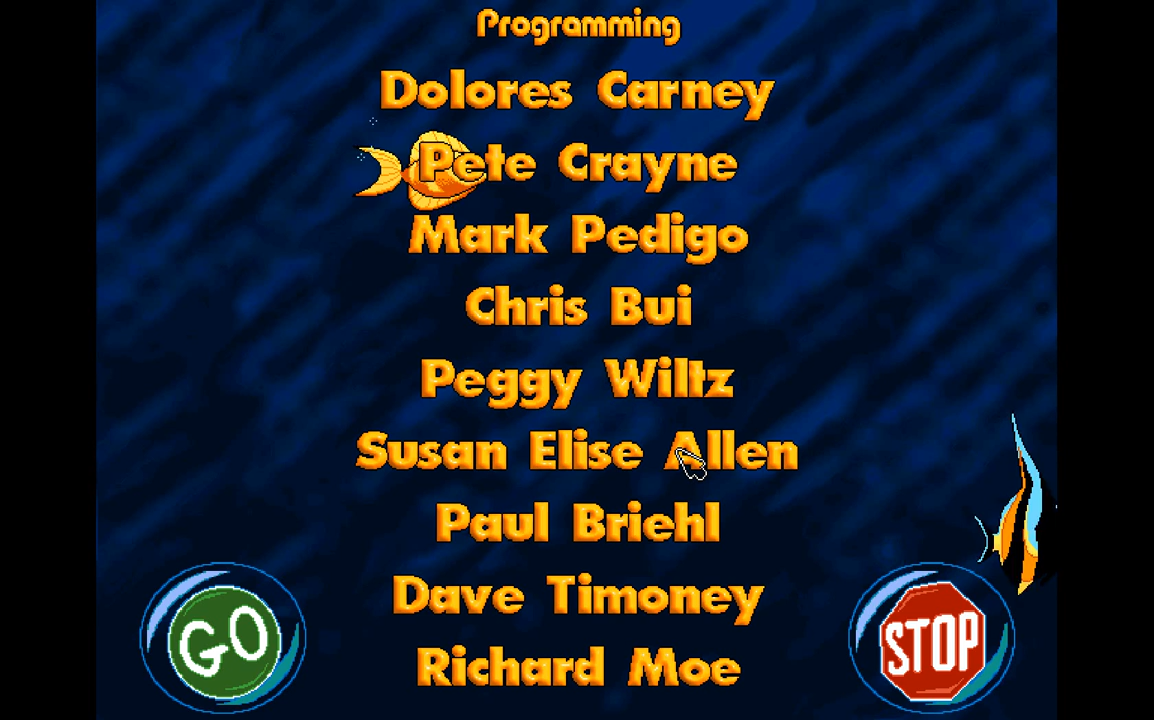 Programming
Dolores Carney
Pete Crayne
Mark Pedigo
Chris Bui
Peggy Wiltz
Susan Elise Allen
Paul Briehl
Dave Timoney
GO
STOP
Richard Moe